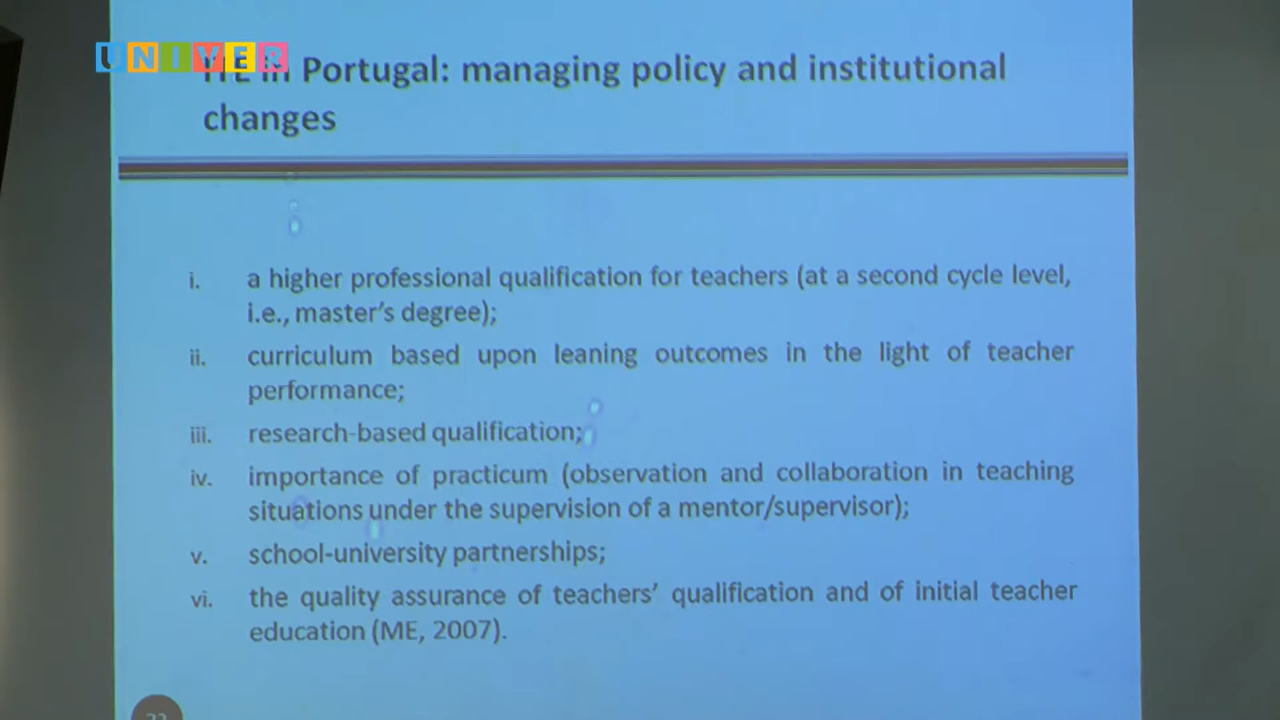 UNIVER
in Portugal: managing policy and institutional
changes
i. a higher professional qualification for teachers (at a second cycle level,
i.e., master's degree);
ii. curriculum based upon leaning outcomes in the light of teacher
performance;
iii. research-based qualification;
iv. importance of practicum (observation and collaboration in teaching
situations under the supervision of a mentor/supervisor);
v. school-university partnerships;
vi. the quality assurance of teachers' qualification and of initial teacher
education (ME, 2007).